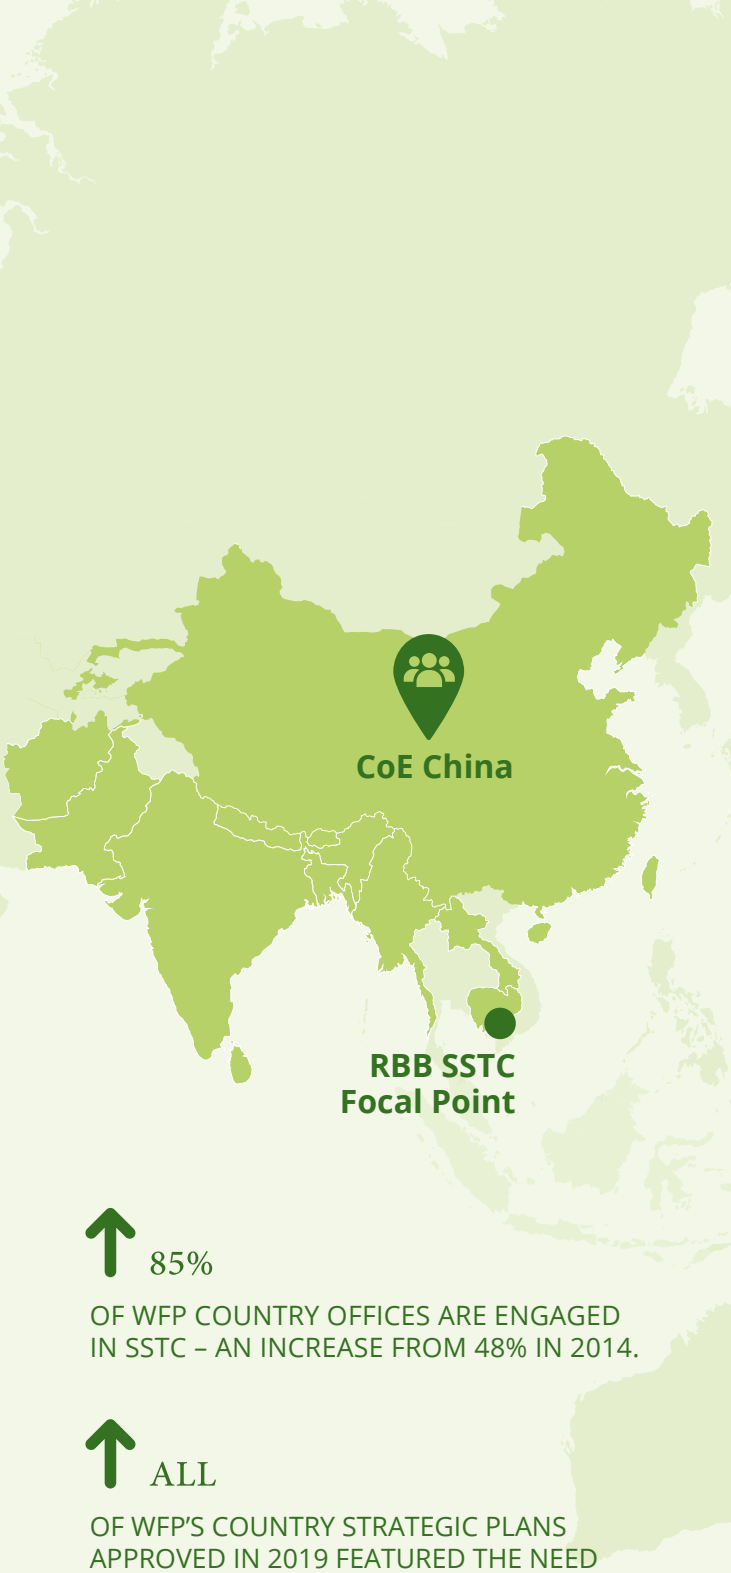 CoE China
RBB SSTC
Focal Point
85%
OF WFP COUNTRY OFFICES ARE ENGAGED
IN SSTC – AN INCREASE FROM 48% IN 2014.
ALL
OF WFP’S COUNTRY STRATEGIC PLANS
APPROVED IN 2019 FEATURED THE NEED